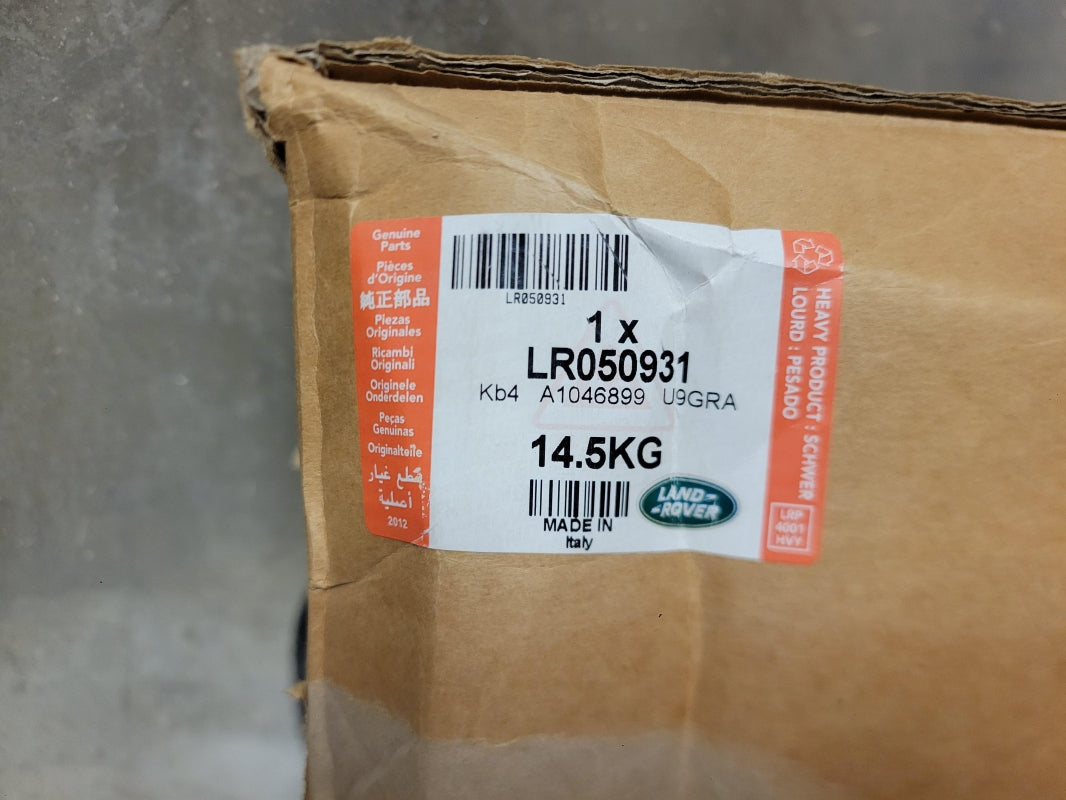 Genuine
Parts
Pièces
d'Origine
純正部品
Piezas
Originales
Ricambi
Originali
Originele
Onderdelen
Peças
Genuinas
Originalteile
قطع غيار
أصلية
2012
LR050931
1 x
LR050931
Kb4 A1046899 U9GRA
14.5KG
MADE IN
Italy
LAND-
-ROVER
HEAVY PRODUCT : SCHWER
LOURD : PESADO
LRP
4001
HVY